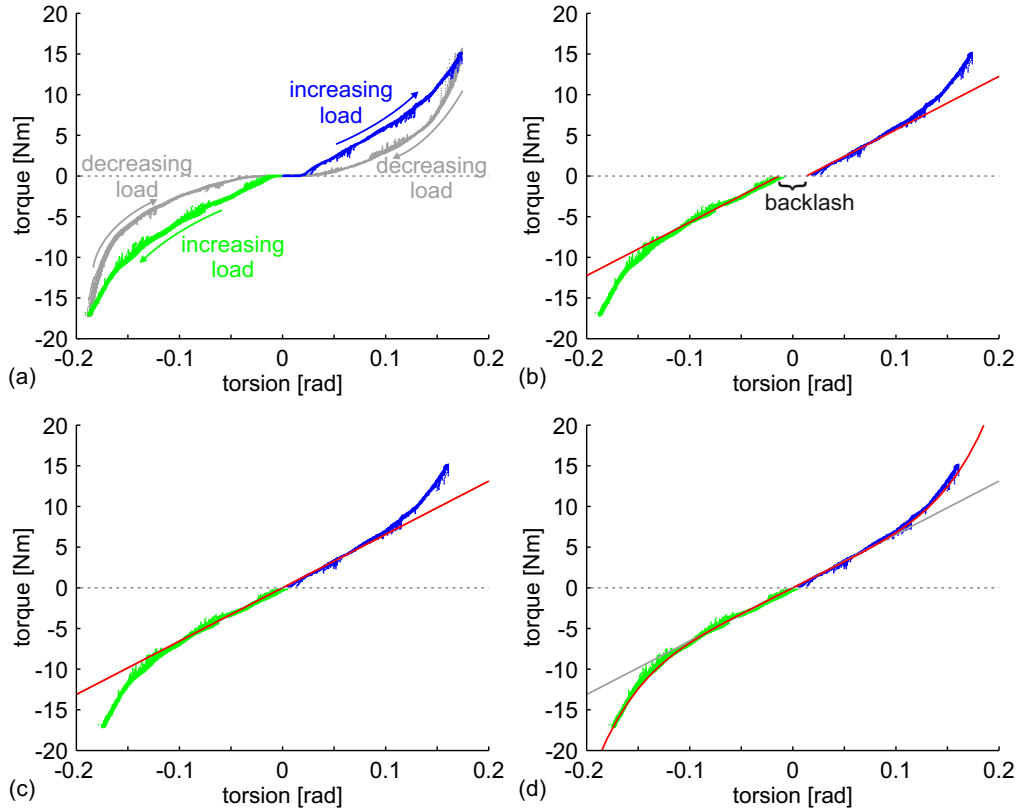 20
15
10
5
0
-5
-10
-15
-20
torque [Nm]
increasing
load
decreasing
load
decreasing
load
increasing
load
-0.2
-0.1
0
0.1
0.2
torsion [rad]
(a)
20
15
10
5
0
-5
-10
-15
-20
torque [Nm]
backlash
-0.2
-0.1
0
0.1
0.2
torsion [rad]
(b)
20
15
10
5
0
-5
-10
-15
-20
torque [Nm]
-0.2
-0.1
0
0.1
0.2
torsion [rad]
(c)
20
15
10
5
0
-5
-10
-15
-20
torque [Nm]
-0.2
-0.1
0
0.1
0.2
torsion [rad]
(d)